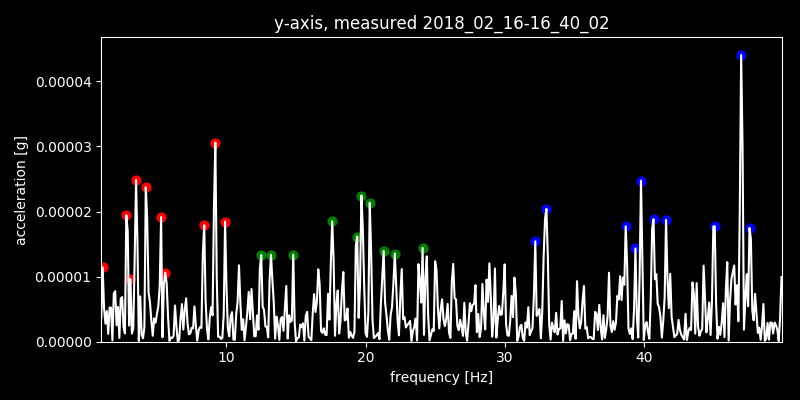 y-axis, measured 2018_02_16-16_40_02
acceleration [g]
0.00004
0.00003
0.00002
0.00001
0.00000
10 20 30 40
frequency [Hz]